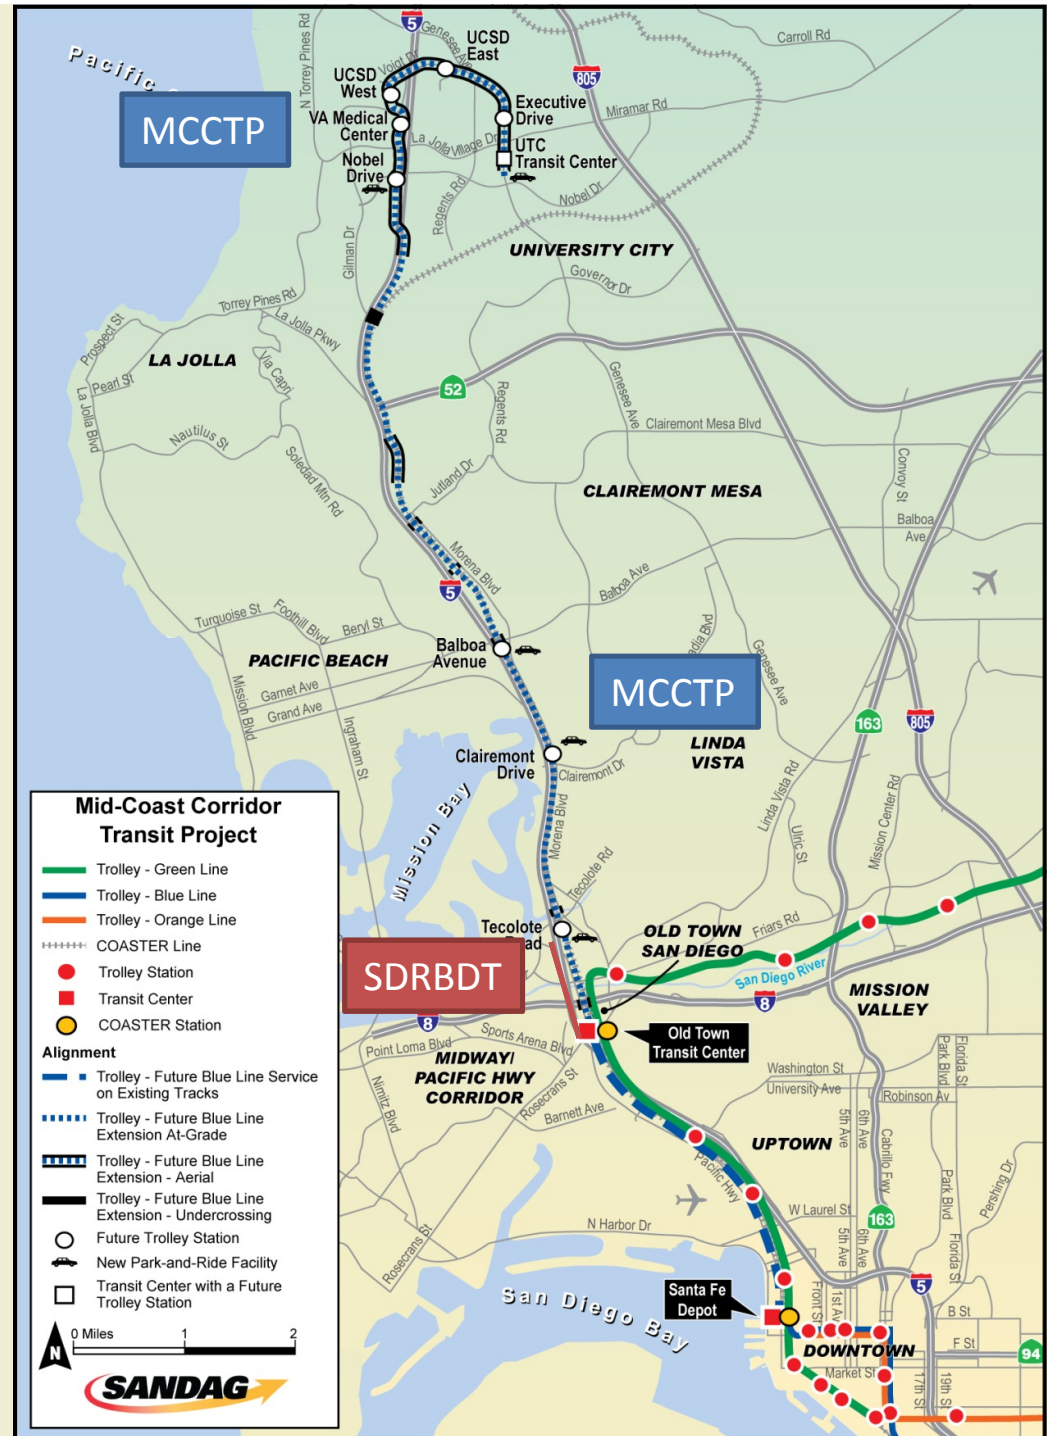 Pacific
MCCTP
N Torrey Pines Rd
5
Genesee Ave
Voigt Dr
UCSD
East
UCSD
West
805
Carroll Rd
VA Medical
Center
Executive
Drive
Miramar Rd
La Jolla Village Dr
UTC
Transit Center
Nobel
Drive
Nobel Dr
Regents Rd
Gilman Dr
UNIVERSITY CITY
Governor Dr
Torrey Pines Rd
La Jolla Pkwy
Prospect St
LA JOLLA
Via Capri
Pearl St
La Jolla Blvd
52
Regents Rd
Genesee Ave
Nautilus St
Clairemont Mesa Blvd
Soledad Mtn Rd
Jutland Dr
Convoy St
CLAIREMONT MESA
Balboa
Ave
Morena Blvd
5
Balboa Ave
Turquoise St
Foothill Blvd
Beryl St
Balboa
Avenue
PACIFIC BEACH
Genesee Ave
Garnet Ave
Mission Blvd
Grand Ave
MCCTP
Ingraham St
163
805
LINDA
VISTA
Clairemont
Drive
Clairemont Dr
Mission Bay
Morena Blvd
Linda Vista Rd
Ulric St
Mission Center Rd
Tecolote Rd
Tecolote
SDRBDT
OLD TOWN
SAN DIEGO
Friars Rd
San Diego River
8
MISSION
VALLEY
8
Sports Arena Blvd
Point Loma Blvd
Old Town
Transit Center
MIDWAY/
PACIFIC HWY
CORRIDOR
Nimitz Blvd
Rosecrans St
Barnett Ave
Washington St
University Ave
Robinson Av
Park Blvd
Florida St
5th Ave
6th Ave
Cabrillo Fwy
UPTOWN
Pacific Hwy
Park Blvd
Pershing Dr
W Laurel St
163
N Harbor Dr
5th Ave
6th Ave
Florida St
Rosecrans St
San Diego Bay
Santa Fe
Depot
Front St
1st Av
5
B St
DOWNTOWN
F St
94
Market St
17th St
19th St
Mid-Coast Corridor
Transit Project
Trolley - Green Line
Trolley - Blue Line
Trolley - Orange Line
COASTER Line
Trolley Station
Transit Center
COASTER Station
Alignment
Trolley - Future Blue Line Service
on Existing Tracks
Trolley - Future Blue Line
Extension At-Grade
Trolley - Future Blue Line
Extension - Aerial
Trolley - Future Blue Line
Extension - Undercrossing
Future Trolley Station
New Park-and-Ride Facility
Transit Center with a Future
Trolley Station
0 Miles 1 2
N
SANDAG